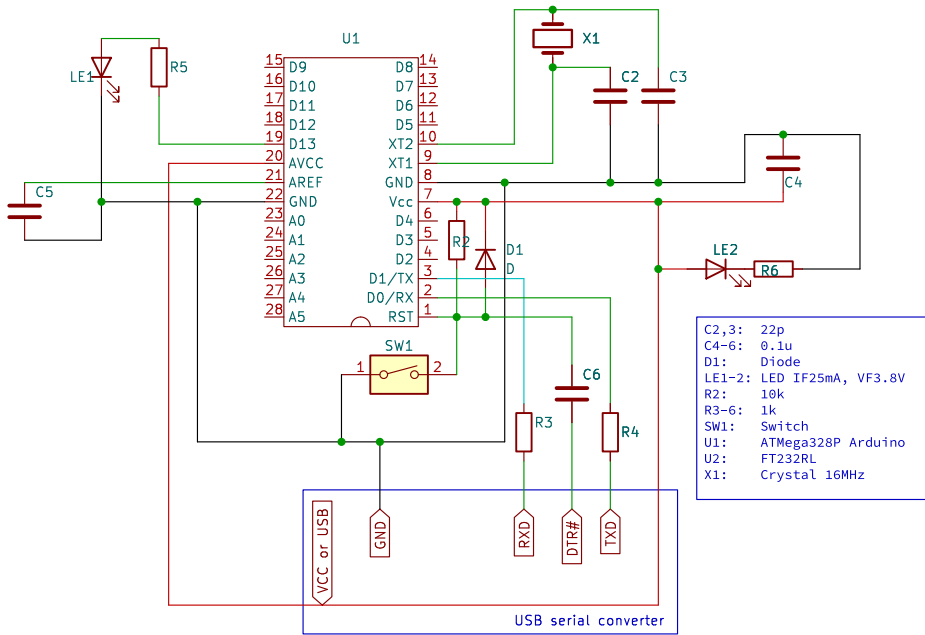 U1
X1
LE1
R5
C2
C3
15 D9
D8 14
16 D10
D7 13
17 D11
D6 12
18 D12
D5 11
19 D13
XT2 10
20 AVCC
XT1 9
21 AREF
GND 8
22 GND
Vcc 7
23 A0
D4 6
24 A1
D3 5
25 A2
D2 4
26 A3
D1/TX 3
27 A4
D0/RX 2
28 A5
RST 1
C5
C4
R2
D1
D
LE2
R6
SW1
1
2
C6
R3
R4
C2,3: 22p
C4-6: 0.1u
D1: Diode
LE1-2: LED IF25mA, VF3.8V
R2: 10k
R3-6: 1k
SW1: Switch
U1: ATMega328P Arduino
U2: FT232RL
X1: Crystal 16MHz
VCC or USB
GND
RXD
DTR#
TXD
USB serial converter